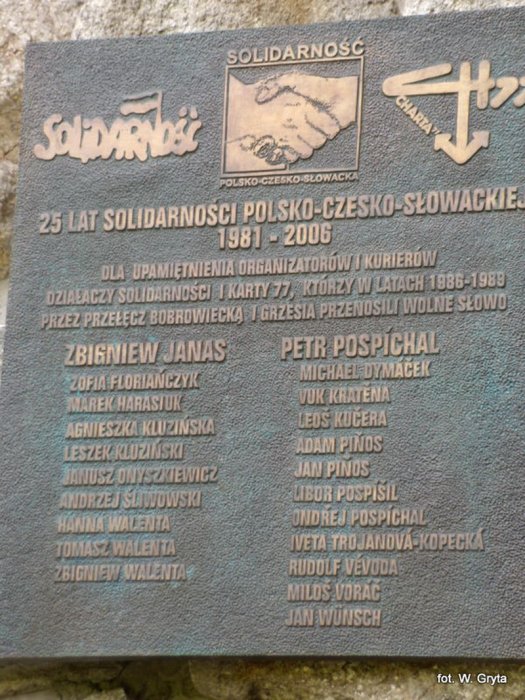 SOLIDARNOŚĆ
SOLIDARNOŚĆ
POLSKO-CZESKO-SŁOWACKA
CHARTA 77
25 LAT SOLIDARNOŚCI POLSKO-CZESKO-SŁOWACKIEJ
1981 - 2006
DLA UPAMIĘTNIENIA ORGANIZATORÓW I KURIERÓW
DZIAŁACZY SOLIDARNOŚCI I KARTY 77, KTÓRZY W LATACH 1986-1989
PRZEZ PRZEŁĘCZ BOBROWIECKĄ I GRZESIA PRZENOSILI WOLNE SŁOWO
ZBIGNIEW JANAS
ZOFIA FLORIAŃCZYK
MAREK HARASIUK
AGNIESZKA KLUZIŃSKA
LESZEK KLUZIŃSKI
JANUSZ ONYSZKIEWICZ
ANDRZEJ ŚLIWOWSKI
HANNA WALENTA
TOMASZ WALENTA
ZBIGNIEW WALENTA
PETR POSPÍCHAL
MICHAEL DYMÁČEK
VUK KRATĚNA
LEOŠ KUČERA
ADAM PIŇOS
JAN PIŇOS
LIBOR POSPÍŠIL
ONDŘEJ POSPÍCHAL
IVETA TROJANOVÁ-KOPECKÁ
RUDOLF VÉVODA
MILOŠ VORÁČ
JAN WÜNSCH
fot. W. Gryta